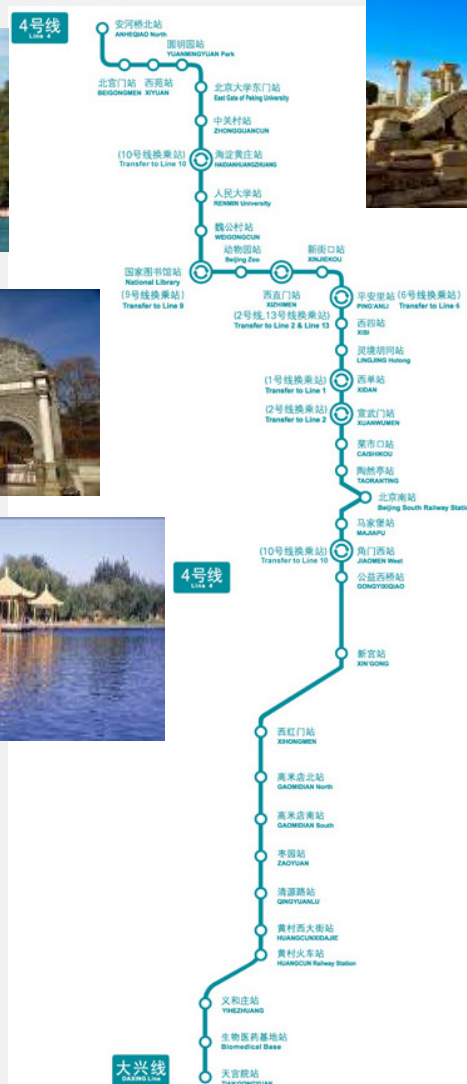 4号线
Line 4
安河桥北站
ANHEQIAO North
圆明园站
YUANMINGYUAN Park
北宫门站
BEIGONGMEN
西苑站
XIYUAN
北京大学东门站
East Gate of Peking University
中关村站
ZHONGGUANCUN
(10号线换乘站)
Transfer to Line 10
海淀黄庄站
HAIDIANHUANGZHUANG
人民大学站
RENMIN University
魏公村站
WEIGONGCUN
动物园站
Beijing Zoo
新街口站
XINJIEKOU
国家图书馆站
National Library
(9号线换乘站)
Transfer to Line 9
西直门站
XIZHIMEN
(2号线,13号线换乘站)
Transfer to Line 2 & Line 13
平安里站
PING'ANLI
(6号线换乘站)
Transfer to Line 6
西四站
XISI
灵境胡同站
LINGJING Hutong
(1号线换乘站)
Transfer to Line 1
西单站
XIDAN
(2号线换乘站)
Transfer to Line 2
宣武门站
XUANWUMEN
菜市口站
CAISHIKOU
陶然亭站
TAORANTING
北京南站
Beijing South Railway Stati
马家堡站
MAJIAPU
(10号线换乘站)
Transfer to Line 10
角门西站
JIAOMEN West
4号线
Line 4
公益西桥站
GONGYIXIQIAO
新宫站
XIN'GONG
西红门站
XIHONGMEN
高米店北站
GAOMIDIAN North
高米店南站
GAOMIDIAN South
枣园站
ZAOYUAN
清源路站
QINGYUANLU
黄村西大街站
HUANGCUNXIDAJIE
黄村火车站
HUANGCUN Railway Station
义和庄站
YIHEZHUANG
生物医药基地站
Biomedical Base
大兴线
DAXING Line
天宫院站
TIANGONGYUAN